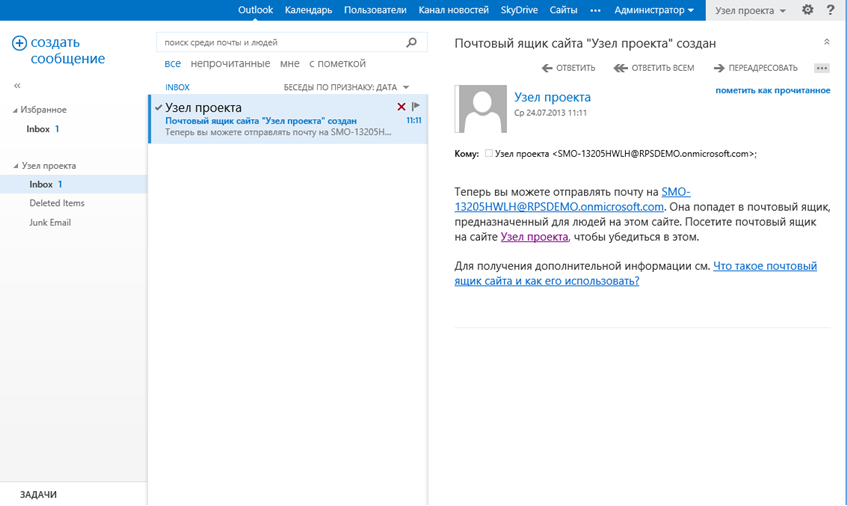 Outlook Календарь Пользователи Канал новостей SkyDrive Сайты ••• Администратор Узел проекта ?
создать
сообщение
«
Избранное
Inbox 1
Узел проекта
Inbox 1
Deleted Items
Junk Email
ЗАДАЧИ
поиск среди почты и людей
все непрочитанные мне с пометкой
INBOX БЕСЕДЫ ПО ПРИЗНАКУ: ДАТА
Узел проекта
Почтовый ящик сайта "Узел проекта" создан 11:11
Теперь вы можете отправлять почту на SMO-13205H...
Почтовый ящик сайта "Узел проекта" создан
ОТВЕТИТЬ ОТВЕТИТЬ ВСЕМ ПЕРЕАДРЕСОВАТЬ •••
пометить как прочитанное
Узел проекта
Ср 24.07.2013 11:11
Кому: Узел проекта <SMO-13205HWLH@RPSDEMO.onmicrosoft.com>;
Теперь вы можете отправлять почту на SMO-
13205HWLH@RPSDEMO.onmicrosoft.com. Она попадет в почтовый ящик,
предназначенный для людей на этом сайте. Посетите почтовый ящик
на сайте Узел проекта, чтобы убедиться в этом.
Для получения дополнительной информации см. Что такое почтовый
ящик сайта и как его использовать?